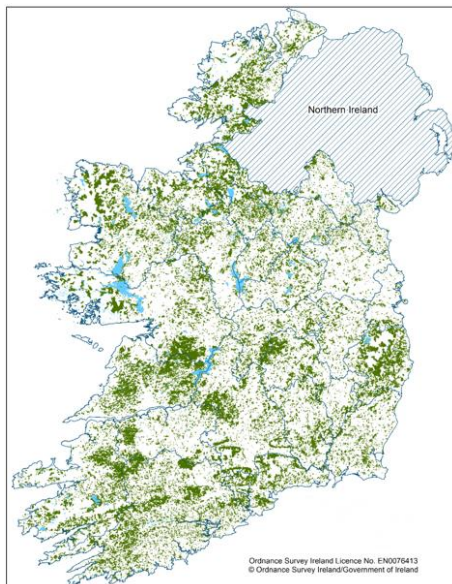 Northern Ireland
Ordnance Survey Ireland Licence No. EN0076413
© Ordnance Survey Ireland/Government of Ireland